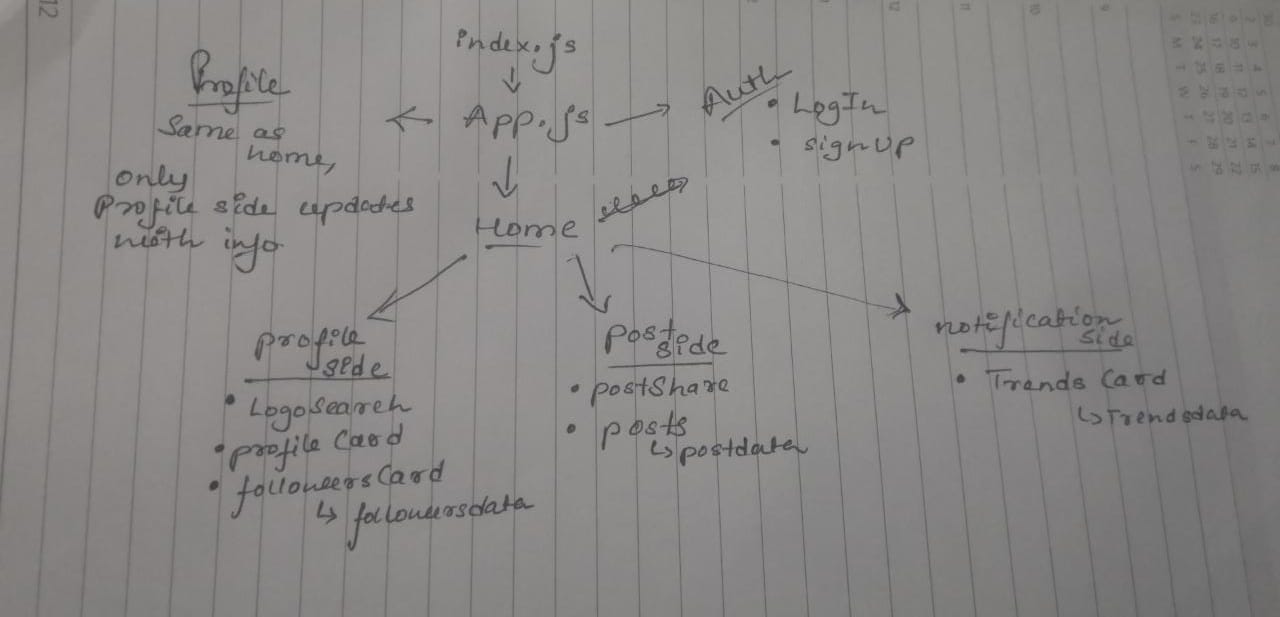 index.js
App.js
Profile
Same as
home,
only
Profile side updates
with info
Auth
• LogIn
• signUp
Home
profile
side
• LogoSearch
• profile Card
• followersCard
↳ followersdata
Post
side
• postShare
• posts
↳ postdata
notification
side
• Trends Card
↳ Trendsdata
12